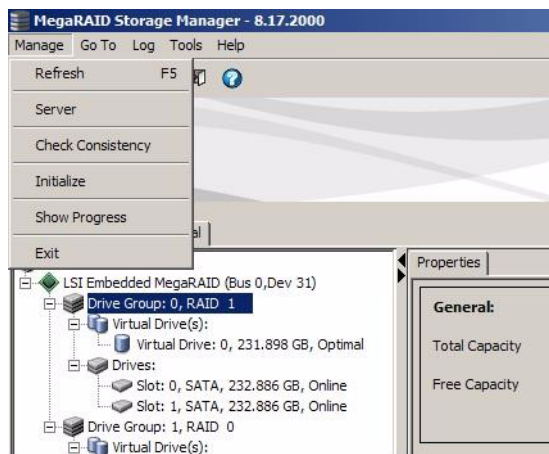 MegaRAID Storage Manager - 8.17.2000
Manage Go To Log Tools Help
Refresh F5
Server
Check Consistency
Initialize
Show Progress
Exit
Properties
LSI Embedded MegaRAID (Bus 0,Dev 31)
Drive Group: 0, RAID 1
Virtual Drive(s):
Virtual Drive: 0, 231.898 GB, Optimal
Drives:
Slot: 0, SATA, 232.886 GB, Online
Slot: 1, SATA, 232.886 GB, Online
Drive Group: 1, RAID 0
Virtual Drive(s):
General:
Total Capacity
Free Capacity